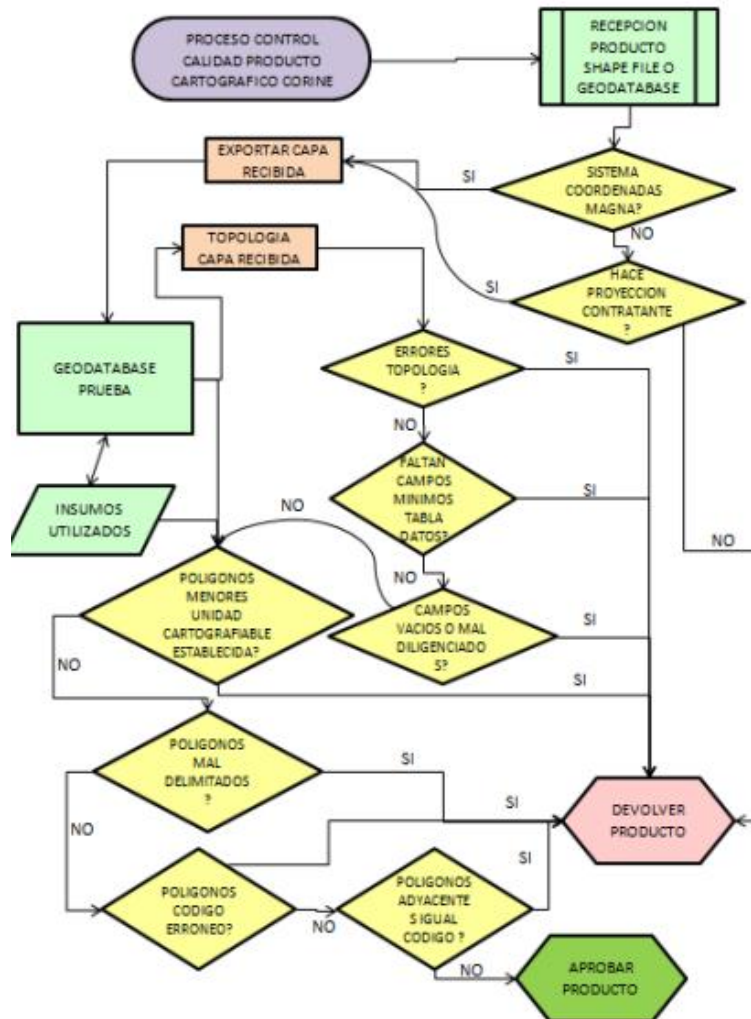 PROCESO CONTROL
CALIDAD PRODUCTO
CARTOGRAFICO CORINE
RECEPCION
PRODUCTO
SHAPE FILE O
GEODATABASE
EXPORTAR CAPA
RECIBIDA
SI
SISTEMA
COORDENADAS
MAGNA?
NO
TOPOLOGIA
CAPA RECIBIDA
SI
HACE
PROYECCION
CONTRATANTE
?
GEODATABASE
PRUEBA
ERRORES
TOPOLOGIA
?
SI
NO
FALTAN
CAMPOS
MINIMOS
TABLA
DATOS?
SI
INSUMOS
UTILIZADOS
NO
NO
NO
POLIGONOS
MENORES
UNIDAD
CARTOGRAFIABLE
ESTABLECIDA?
CAMPOS
VACIOS O MAL
DILIGENCIADO
S?
SI
NO
SI
POLIGONOS
MAL
DELIMITADOS
?
SI
DEVOLVER
PRODUCTO
NO
SI
SI
POLIGONOS
CODIGO
ERRONEO?
NO
POLIGONOS
ADYACENTE
S IGUAL
CODIGO ?
NO
APROBAR
PRODUCTO